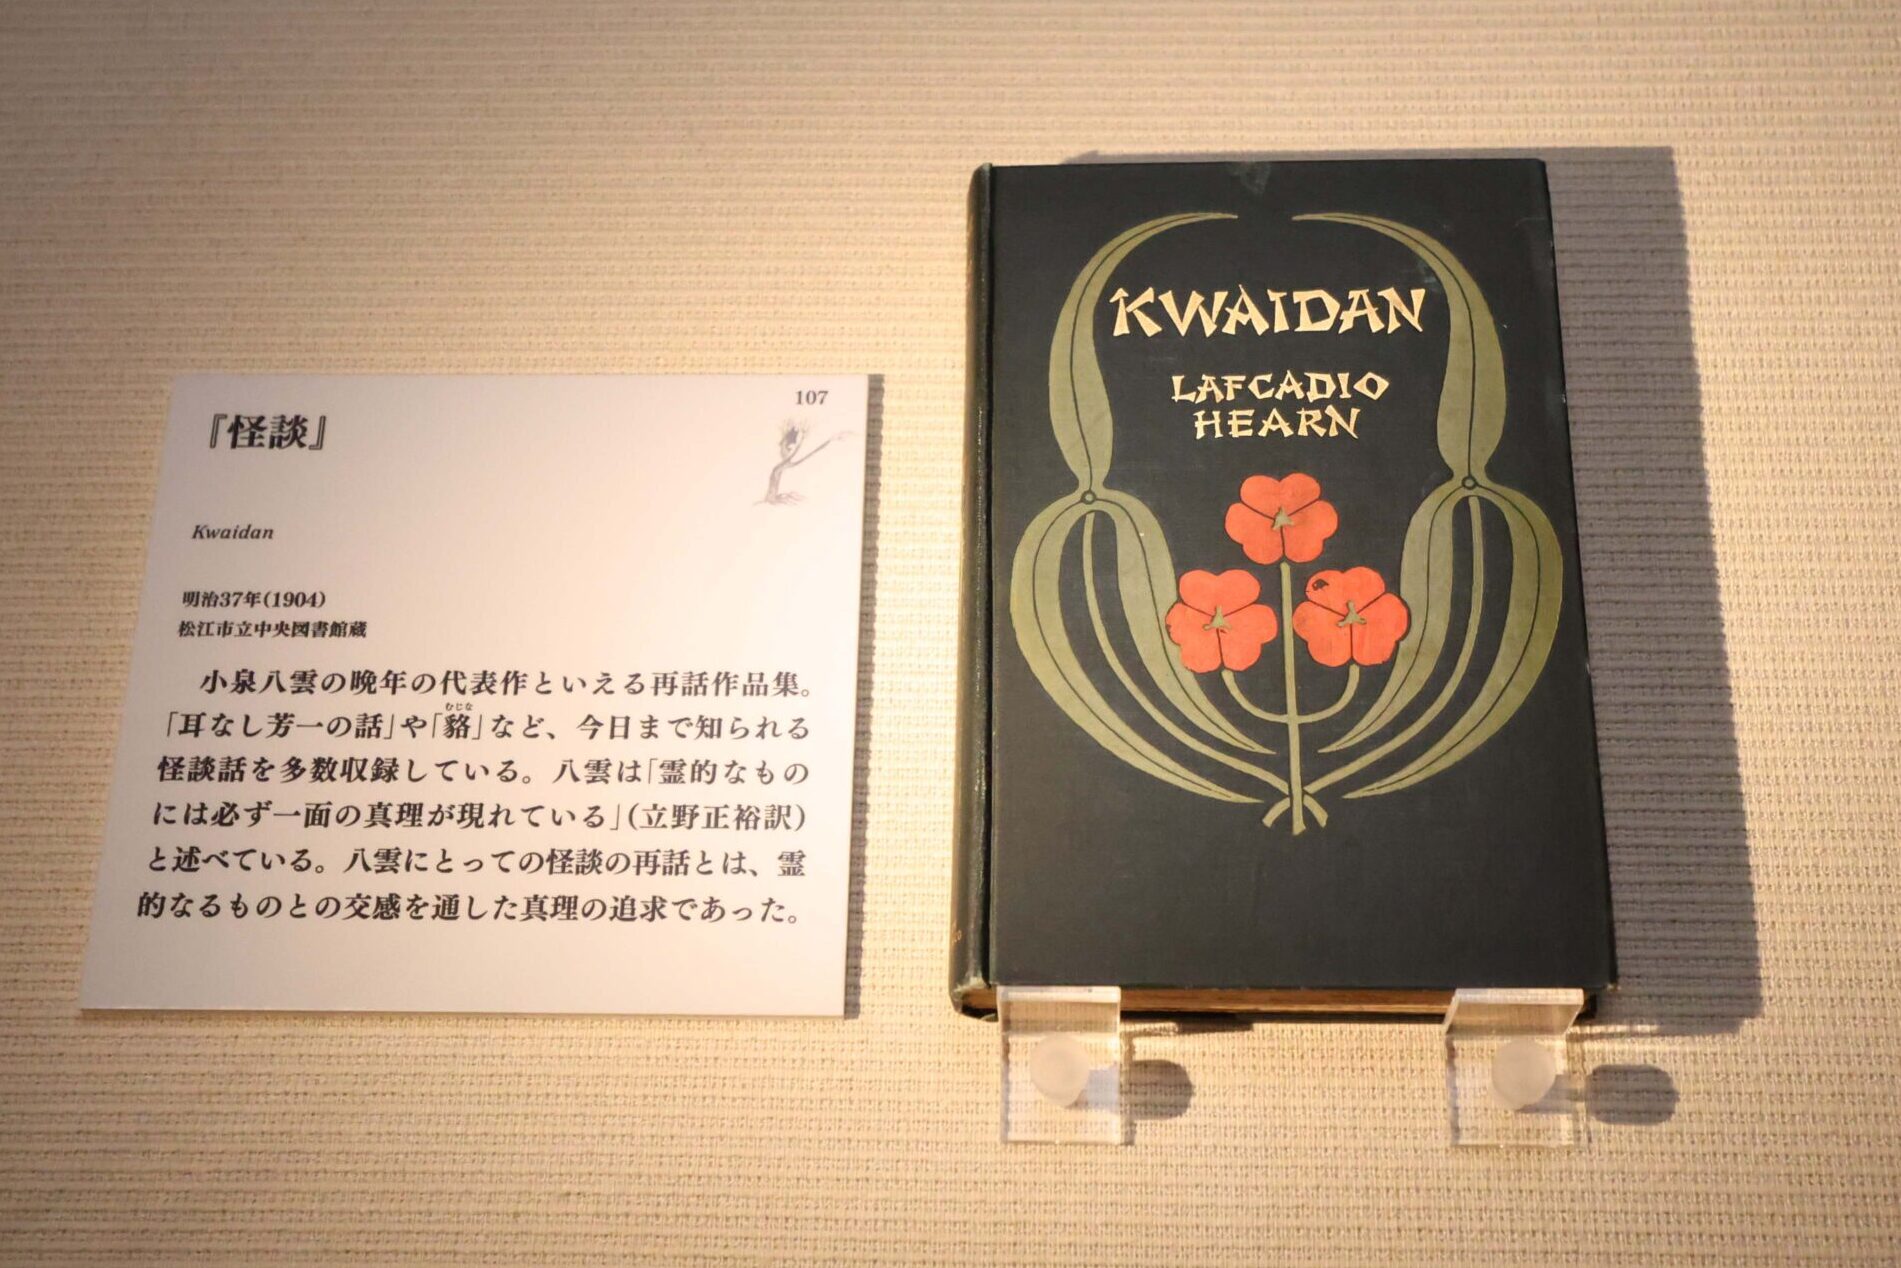 107
『怪談』
Kwaidan
明治37年(1904)
松江市立中央図書館蔵
小泉八雲の晩年の代表作といえる再話作品集。
むじな
「耳なし芳一の話」や「貉」など、今日まで知られる
怪談話を多数収録している。八雲は「霊的なもの
には必ず一面の真理が現れている」(立野正裕訳)
と述べている。八雲にとっての怪談の再話とは、霊
的なるものとの交感を通した真理の追求であった。
KWAIDAN
LAFCADIO
HEARN